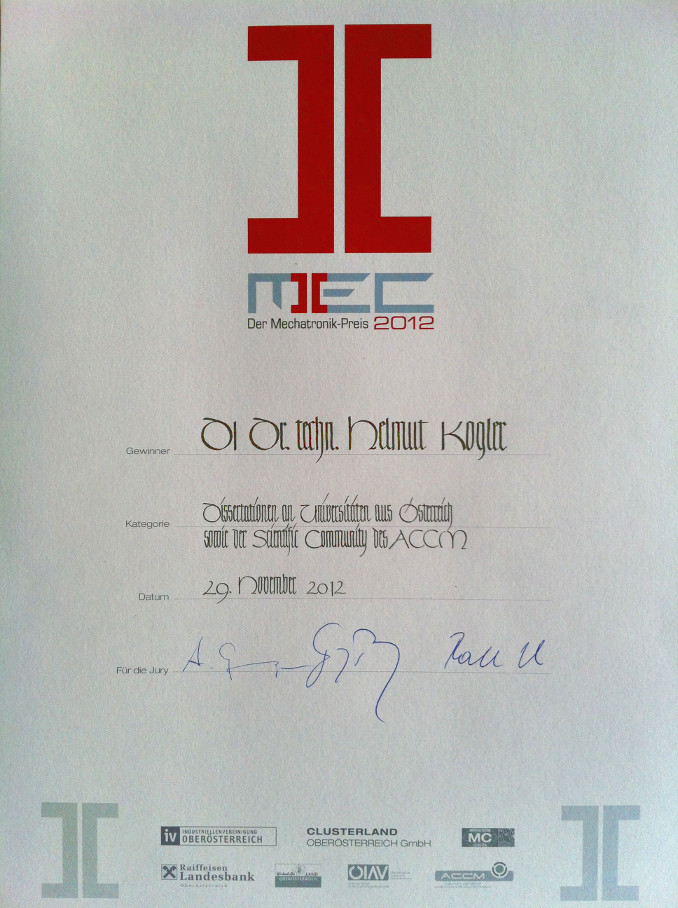 MEC
Der Mechatronik-Preis 2012
Gewinner DI Dr. techn. Helmut Kogler
Kategorie Dissertationen an Universitäten aus Österreich
sowie der Scientific Community des ACCM
Datum 29. November 2012
Für die Jury
iv INDUSTRIELLENVEREINIGUNG
OBERÖSTERREICH
CLUSTERLAND
OBERÖSTERREICH GmbH
MC
Raiffeisen
Landesbank
OIAV
ACCM